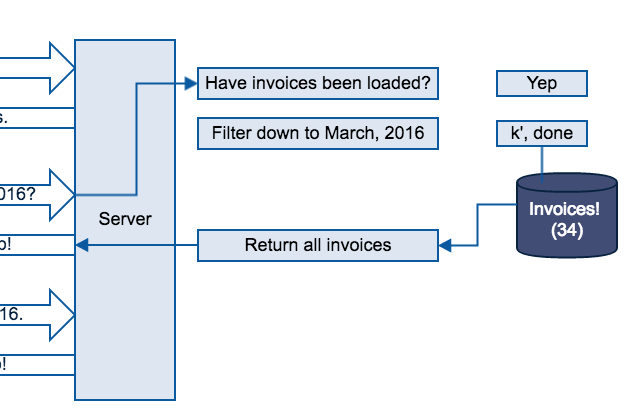 Have invoices been loaded?
Yep
s.
Filter down to March, 2016
k', done
016?
Server
Invoices!
(34)
o!
Return all invoices
16.
!